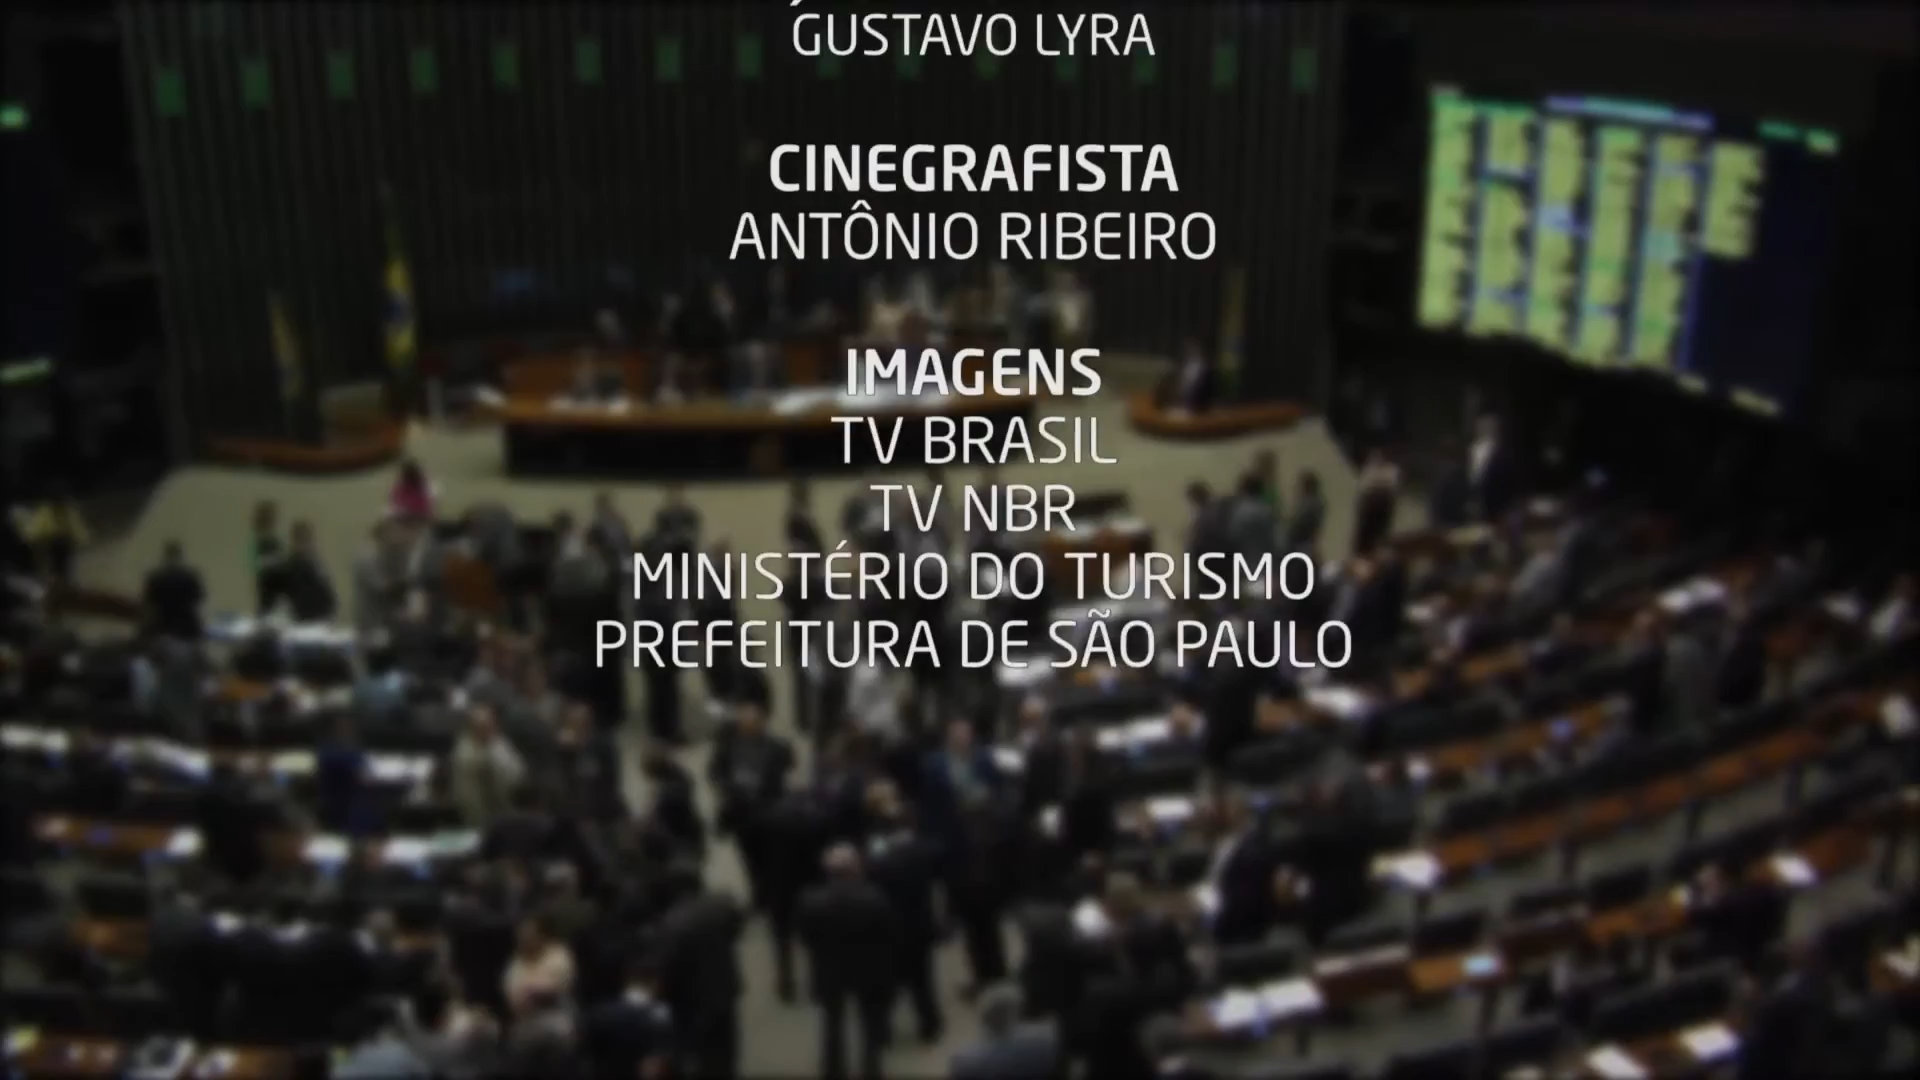 GUSTAVO LYRA
CINEGRAFISTA
ANTÔNIO RIBEIRO
IMAGENS
TV BRASIL
TV NBR
MINISTÉRIO DO TURISMO
PREFEITURA DE SÃO PAULO